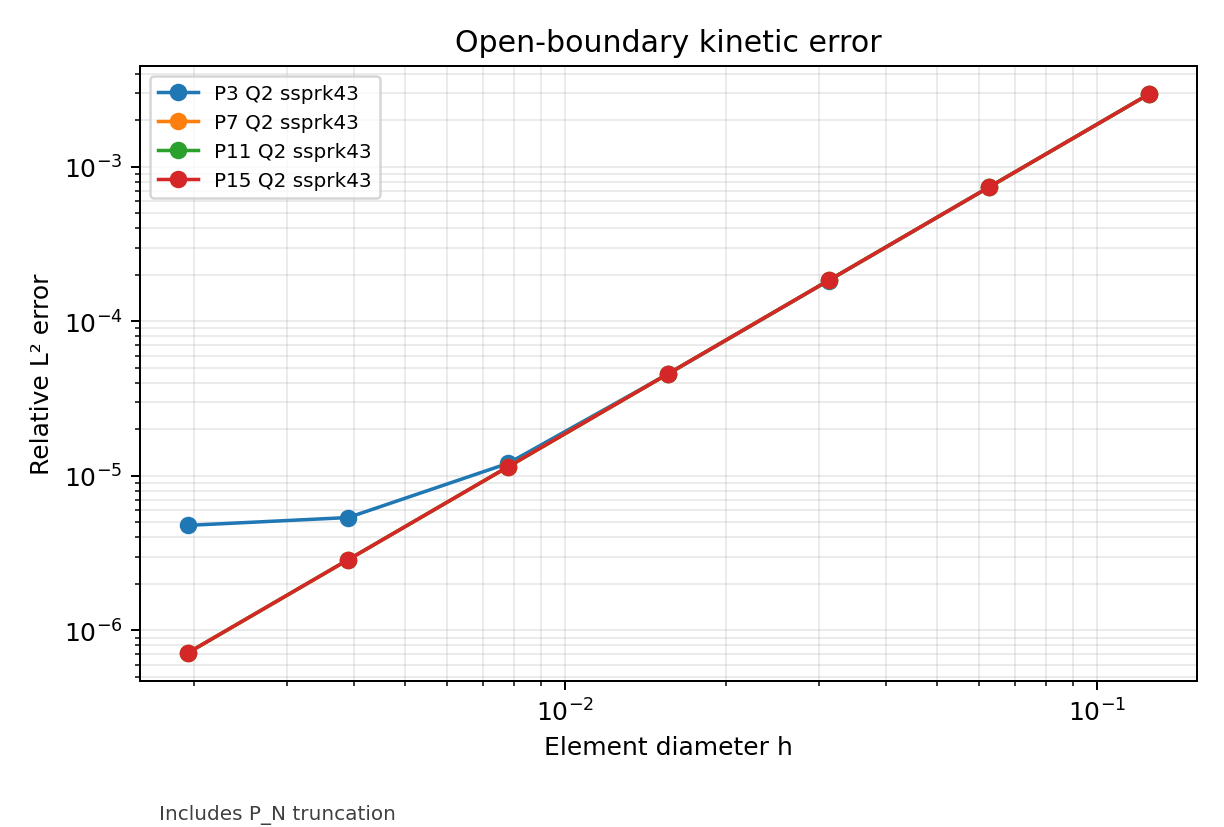 Open-boundary kinetic error
P3 Q2 ssprk43
P7 Q2 ssprk43
P11 Q2 ssprk43
P15 Q2 ssprk43
Relative L² error
10⁻³
10⁻⁴
10⁻⁵
10⁻⁶
10⁻²
10⁻¹
Element diameter h
Includes P_N truncation